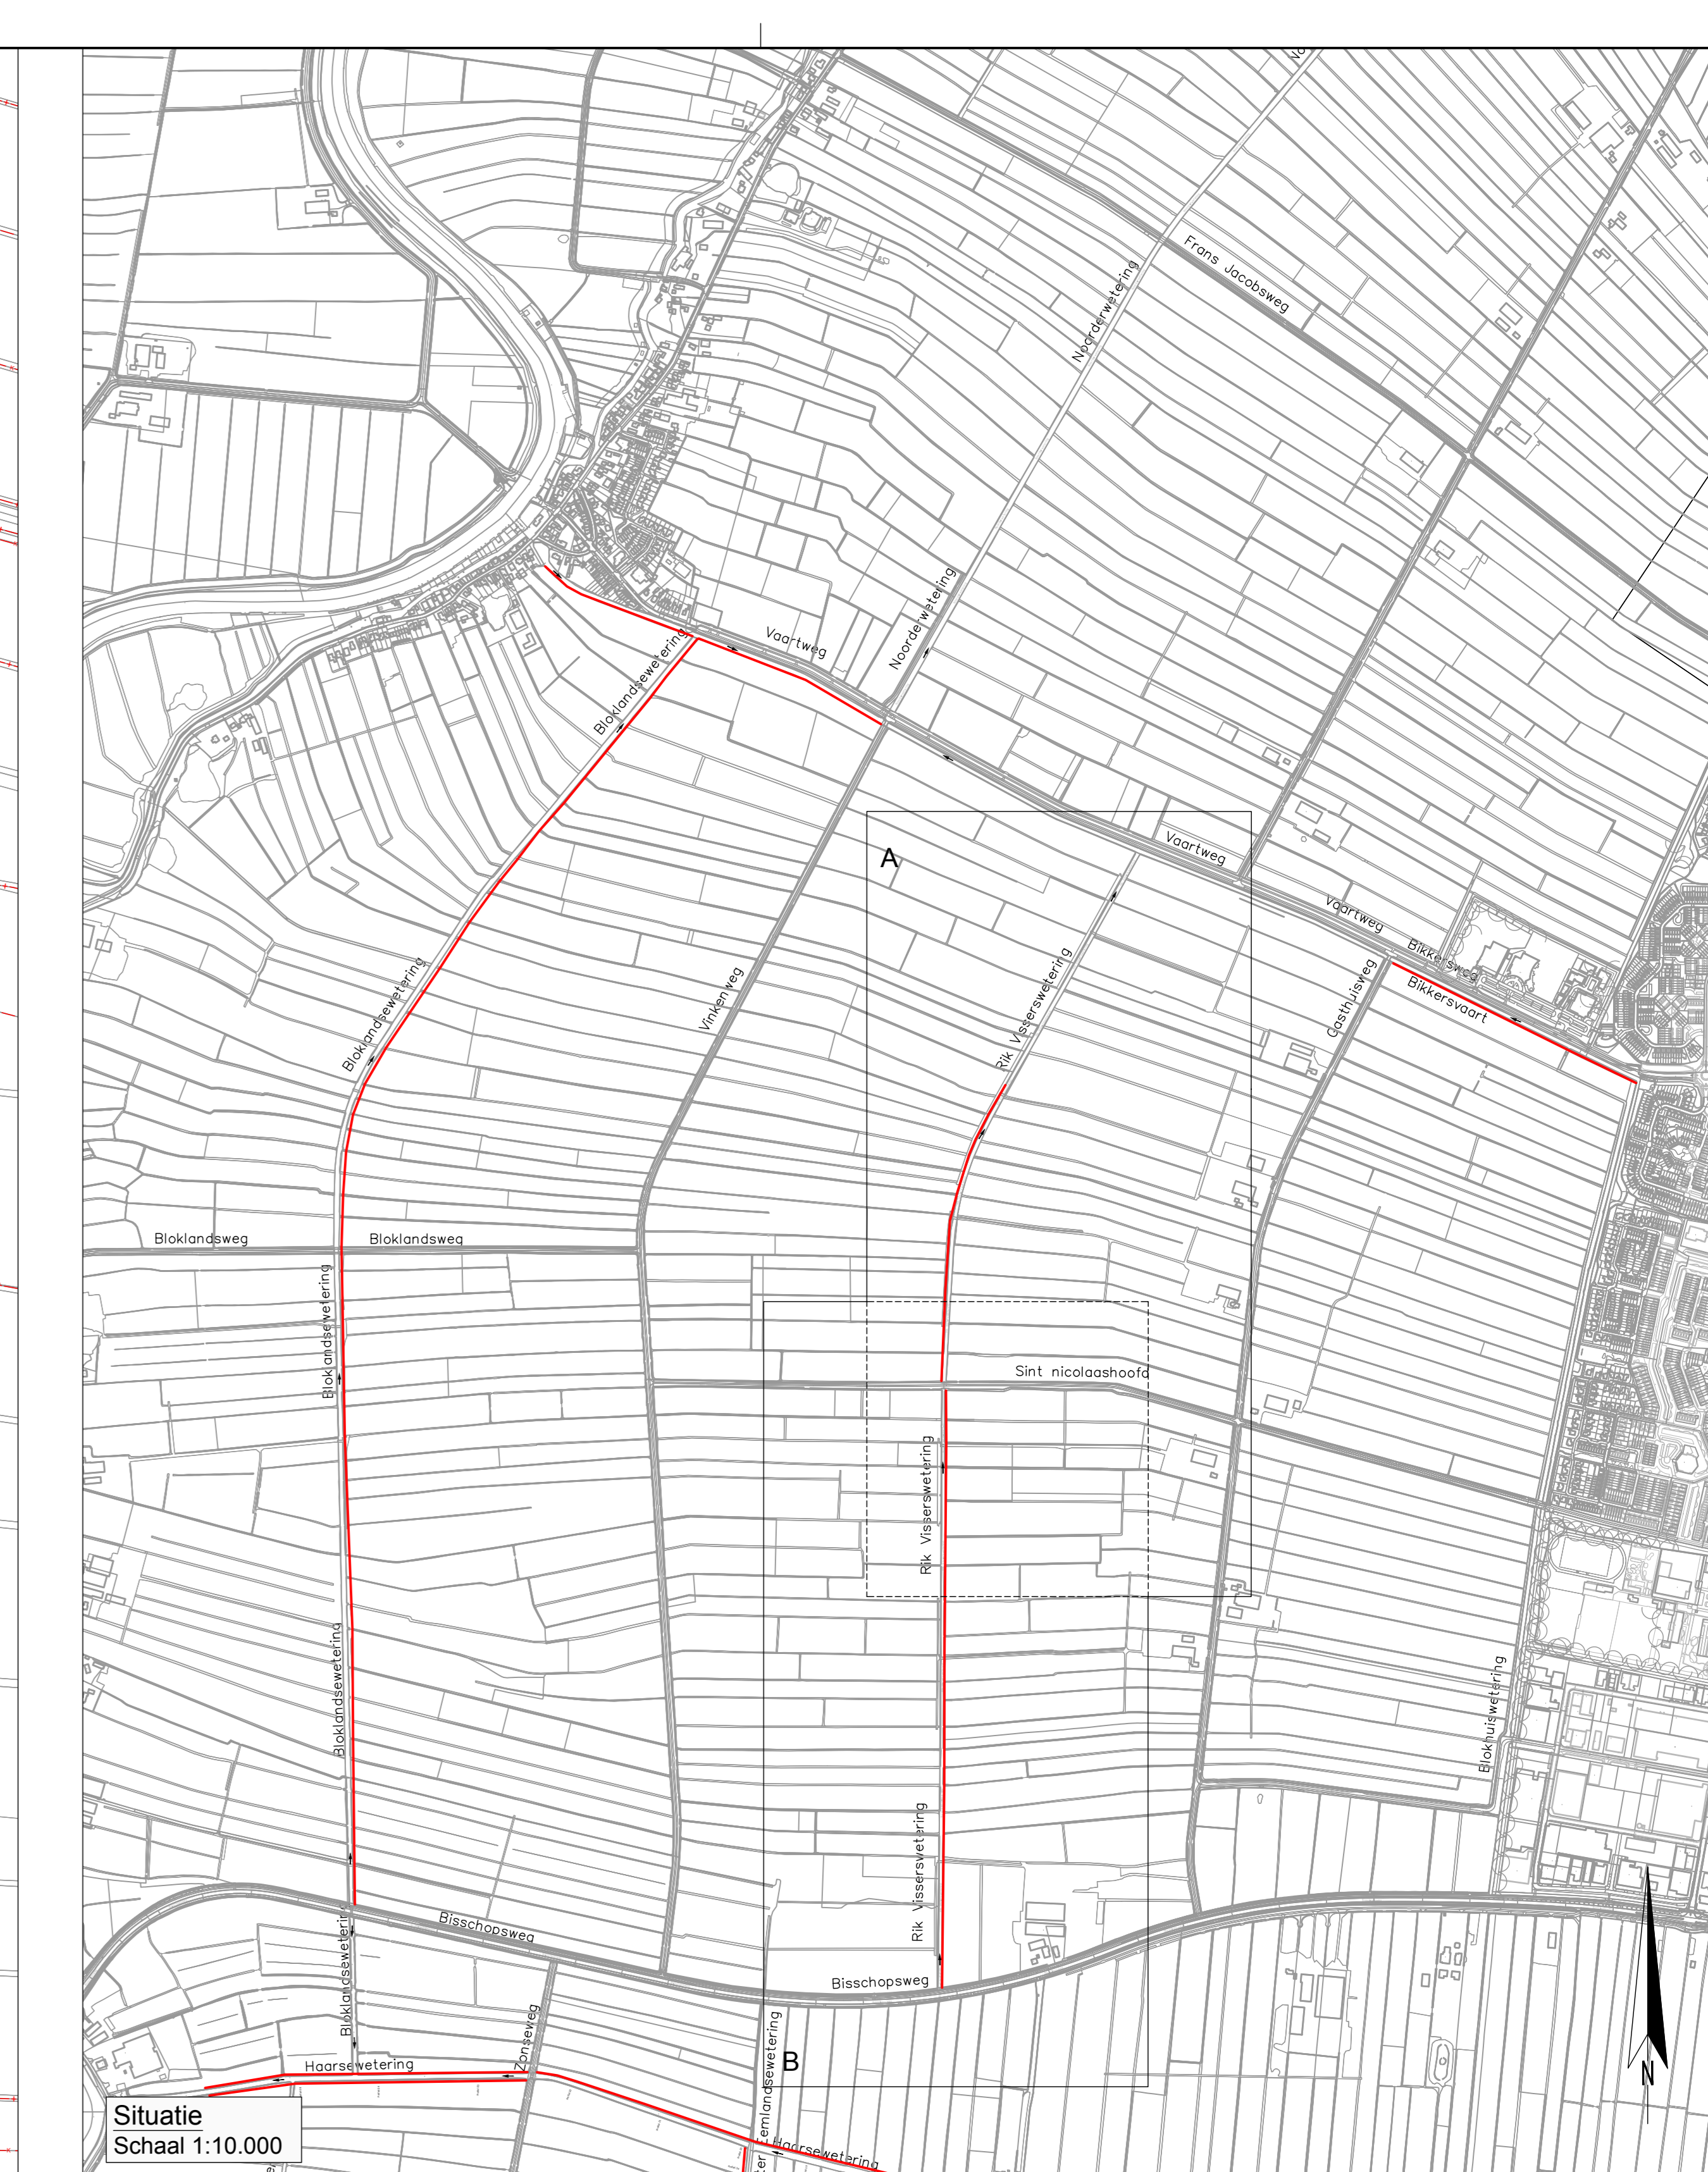 Frans Jacobsweg
Noorderwetering
Noorderwetering
Vaartweg
Bloklandsewetering
A
Vaartweg
Vaartweg
Bikkersweg
Bikkersvaart
Gasthuisweg
Rik Visserswetering
Vinkenweg
Bloklandsewetering
Bloklandsweg
Bloklandsweg
Bloklandsewetering
Sint nicolaashoofd
Rik Visserswetering
Bloklandsewetering
Blokhuiswetering
Rik Visserswetering
Bisschopsweg
Bloklandsewetering
Bisschopsweg
Zonseweg
Haarsewetering
Eemlandsewetering
B
N
Haarsewetering
Situatie
Schaal 1:10.000